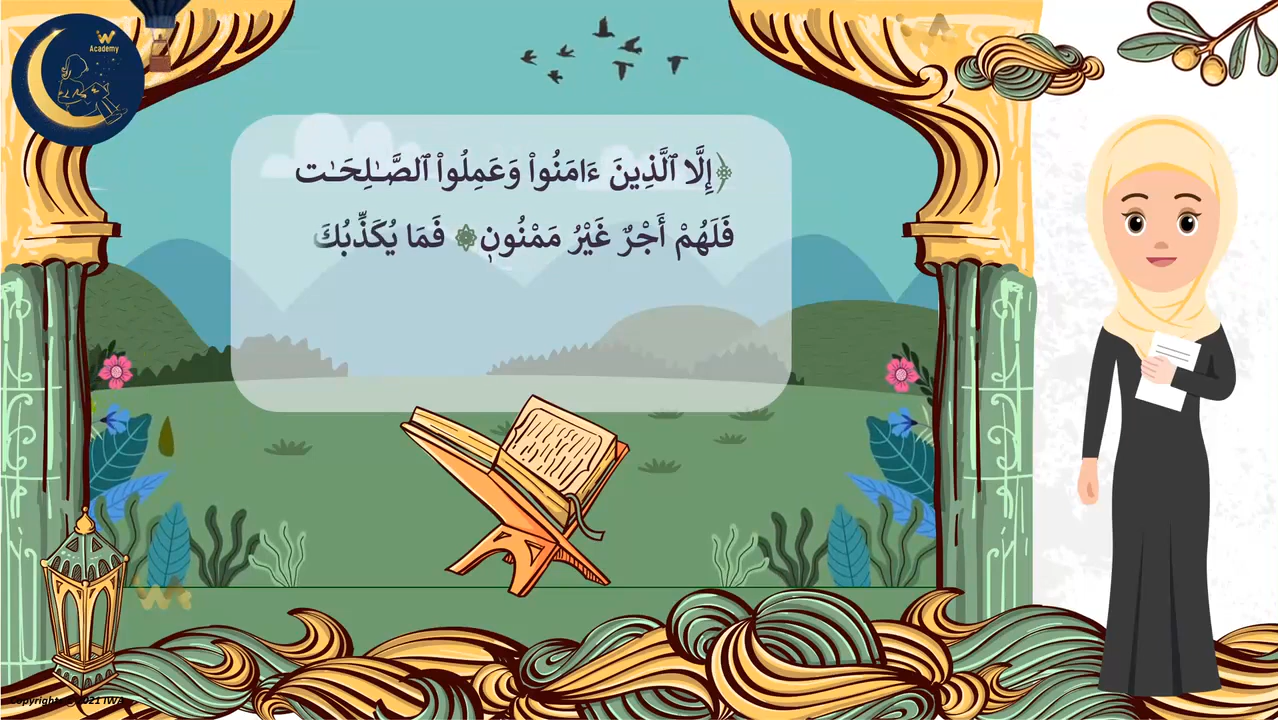 ﴿إِلَّا ٱلَّذِينَ ءَامَنُوا۟ وَعَمِلُوا۟ ٱلصَّـٰلِحَـٰت
فَلَهُمْ أَجْرٌ غَيْرُ مَمْنُونٍۢ ۞ فَمَا يُكَذِّبُكَ
Academy